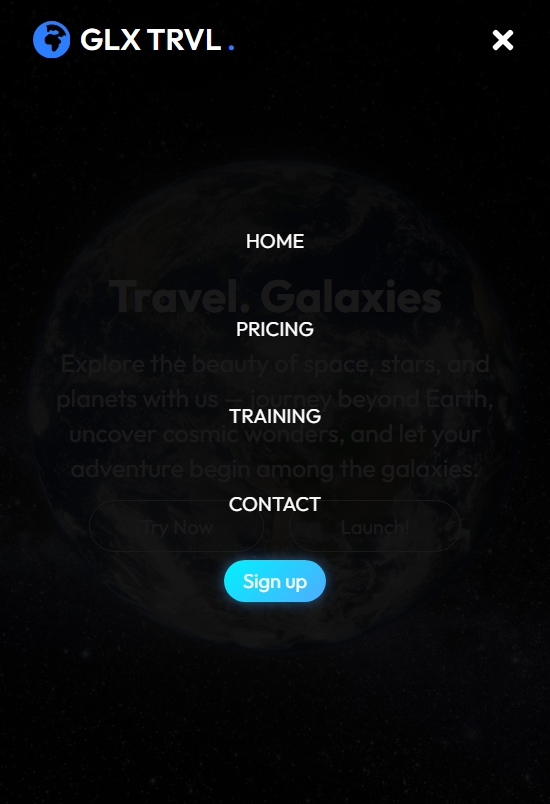 GLX TRVL .
HOME
Travel. Galaxies
PRICING
Explore the beauty of space, stars, and
planets with us — journey beyond Earth,
TRAINING
uncover cosmic wonders, and let your
adventure begin among the galaxies.
CONTACT
Try Now Launch!
Sign up